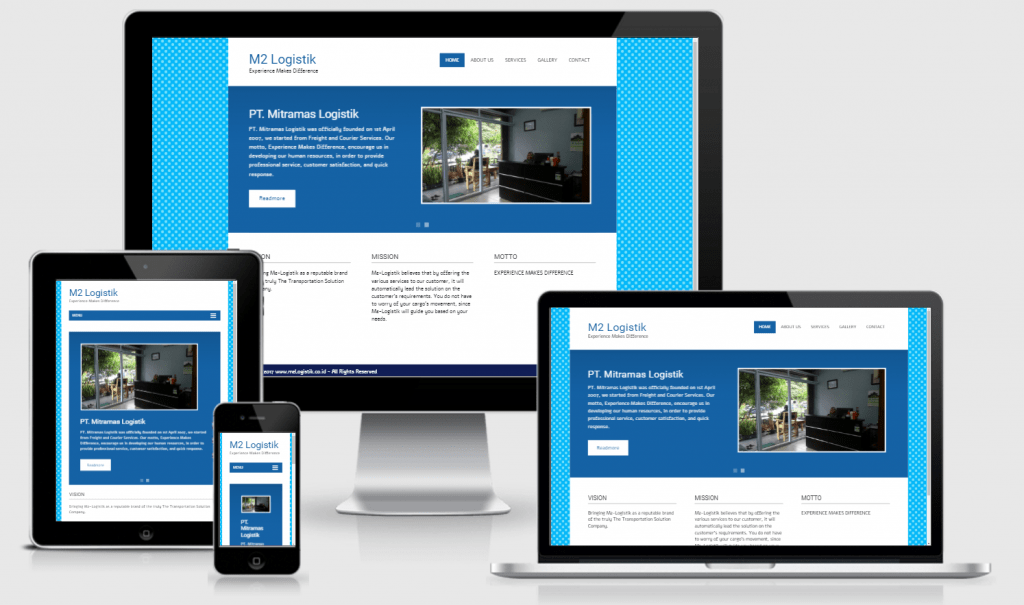 M2 Logistik
Experience Makes Difference
HOME ABOUT US SERVICES GALLERY CONTACT
PT. Mitramas Logistik
PT. Mitramas Logistik was officially founded on 1st April
2007, we started from Freight and Courier Services. Our
motto, Experience Makes Difference, encourage us in
developing our human resources, in order to provide
professional service, customer satisfaction, and quick
response.
Readmore
ON
ging M2-Logistik as a reputable brand
truly The Transportation Solution
any.
MISSION
M2-Logistik believes that by offering the
various services to our customer, it will
automatically lead the solution on the
customer's requirements. You do not have
to worry of your cargo's movement, since
M2-Logistik will guide you based on your
needs.
MOTTO
EXPERIENCE MAKES DIFFERENCE
2017 www.m2logistik.co.id - All Rights Reserved
M2 Logistik
Experience Makes Difference
MENU
PT. Mitramas Logistik
PT. Mitramas Logistik was officially founded on 1st April 2007, we started
from Freight and Courier Services. Our motto, Experience Makes
Difference, encourage us in developing our human resources, in order to
provide professional service, customer satisfaction, and quick response.
Readmore
VISION
Bringing M2-Logistik as a reputable brand of the truly The Transportation Solution
Company.
M2 Logistik
Experience Makes Difference
MENU
PT.
Mitramas
Logistik
PT. Mitramas
M2 Logistik
Experience Makes Difference
HOME ABOUT US SERVICES GALLERY CONTACT
PT. Mitramas Logistik
PT. Mitramas Logistik was officially founded on 1st April
2007, we started from Freight and Courier Services. Our
motto, Experience Makes Difference, encourage us in
developing our human resources, in order to provide
professional service, customer satisfaction, and quick
response.
Readmore
VISION
Bringing M2-Logistik as a reputable brand
of the truly The Transportation Solution
Company.
MISSION
M2-Logistik believes that by offering the
various services to our customer, it will
automatically lead the solution on the
customer's requirements. You do not have
to worry of your cargo's movement, since
M2-Logistik will guide you based on your
MOTTO
EXPERIENCE MAKES DIFFERENCE